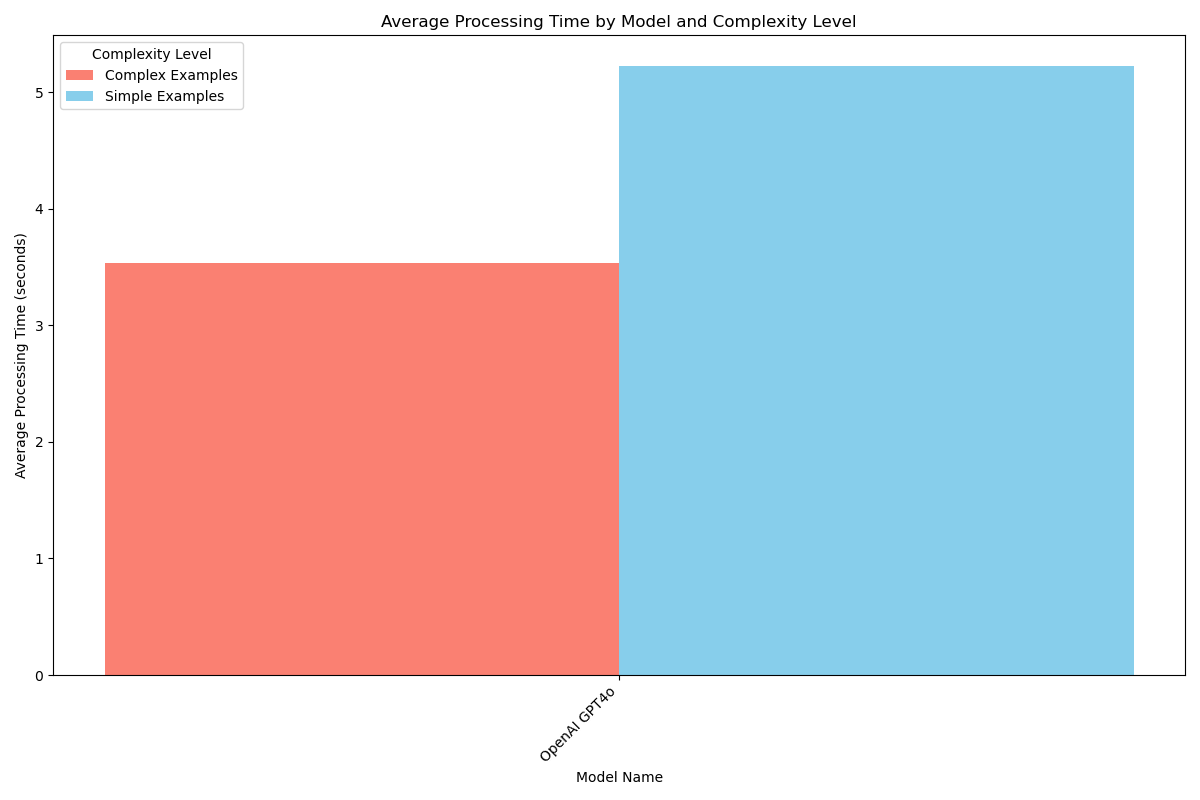 Average Processing Time by Model and Complexity Level
Complexity Level
Complex Examples
Simple Examples
Average Processing Time (seconds)
5
4
3
2
1
0
OpenAI GPT4o
Model Name